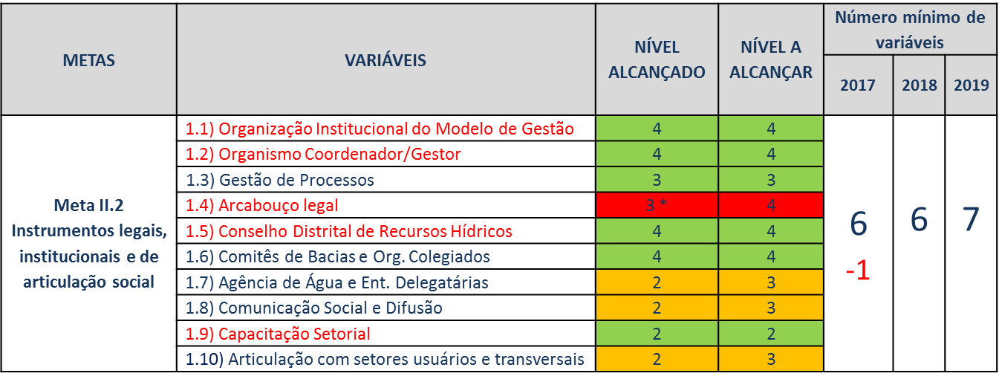 METAS
VARIÁVEIS
NÍVEL
ALCANÇADO
NÍVEL A
ALCANÇAR
Número mínimo de
variáveis
2017
2018
2019
Meta II.2
Instrumentos legais,
institucionais e de
articulação social
1.1) Organização Institucional do Modelo de Gestão 4 4
1.2) Organismo Coordenador/Gestor 4 4
1.3) Gestão de Processos 3 3
1.4) Arcabouço legal 3 * 4
1.5) Conselho Distrital de Recursos Hídricos 4 4
1.6) Comitês de Bacias e Org. Colegiados 4 4
1.7) Agência de Água e Ent. Delegatárias 2 3
1.8) Comunicação Social e Difusão 2 3
1.9) Capacitação Setorial 2 2
1.10) Articulação com setores usuários e transversais 2 3
6 6 7
-1